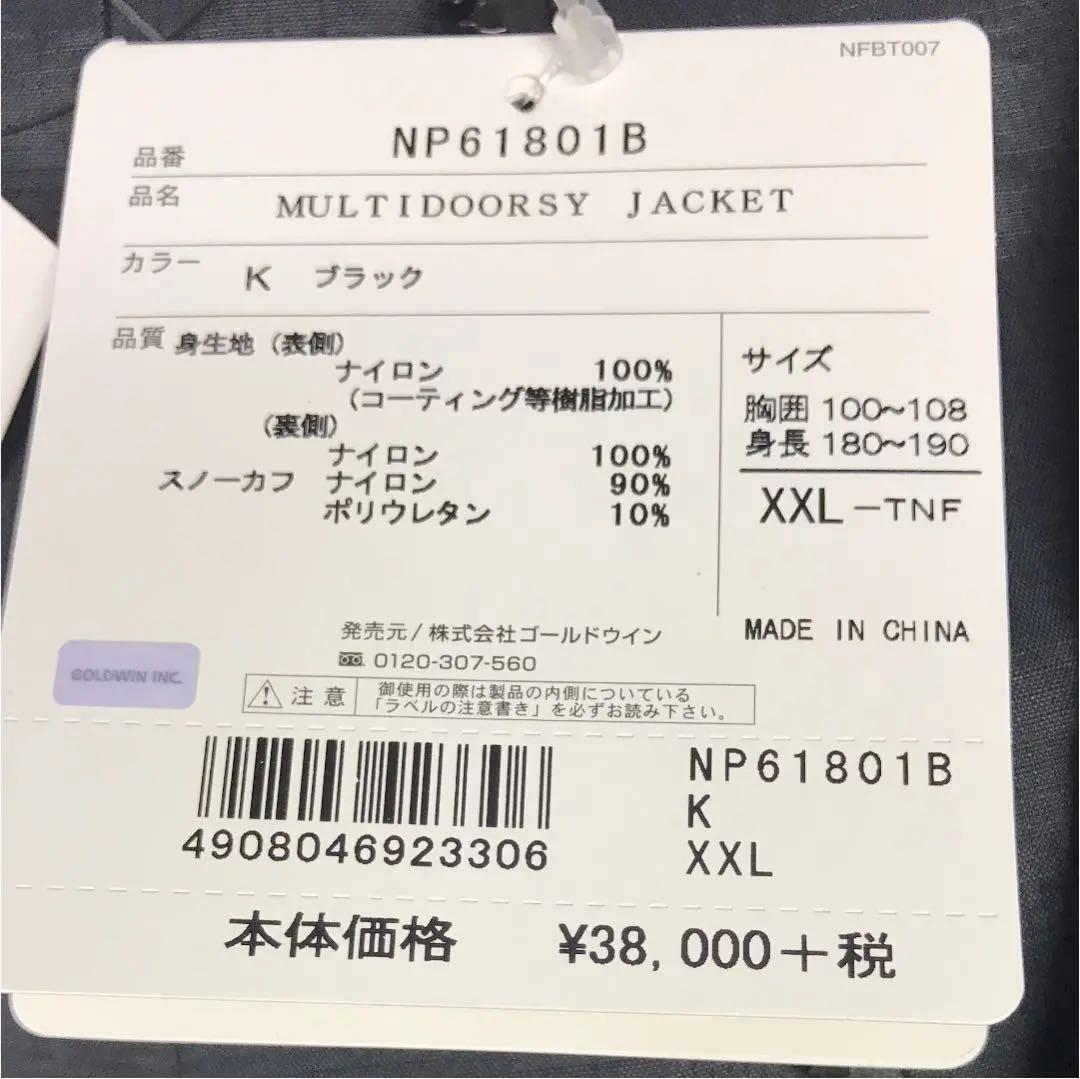 NFBT007
品番 NP61801B
品名 MULTIDOORSY JACKET
カラー K ブラック
品質 身生地 (表側)
ナイロン 100%
(コーティング等樹脂加工)
(裏側)
ナイロン 100%
スノーカフ ナイロン 90%
ポリウレタン 10%
サイズ
胸囲 100~108
身長 180~190
XXL-TNF
MADE IN CHINA
発売元/株式会社ゴールドウイン
0120-307-560
GOLDWIN INC.
注意 御使用の際は製品の内側についている
「ラベルの注意書き」を必ずお読み下さい。
4908046923306
NP61801B
K
XXL
本体価格 ¥38,000+税